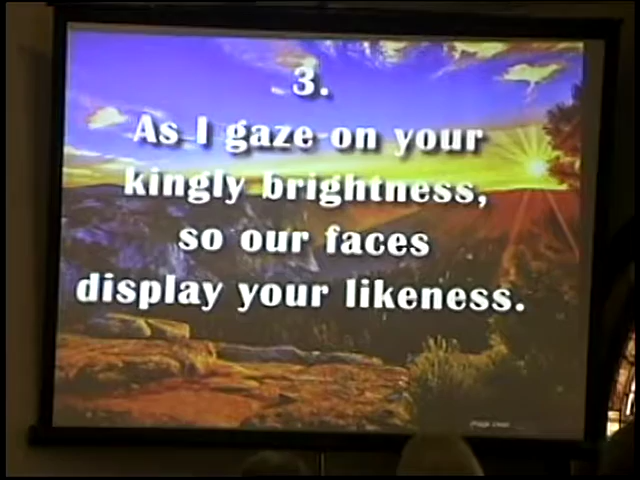 3.
As I gaze on your
kingly brightness,
so our faces
display your likeness.